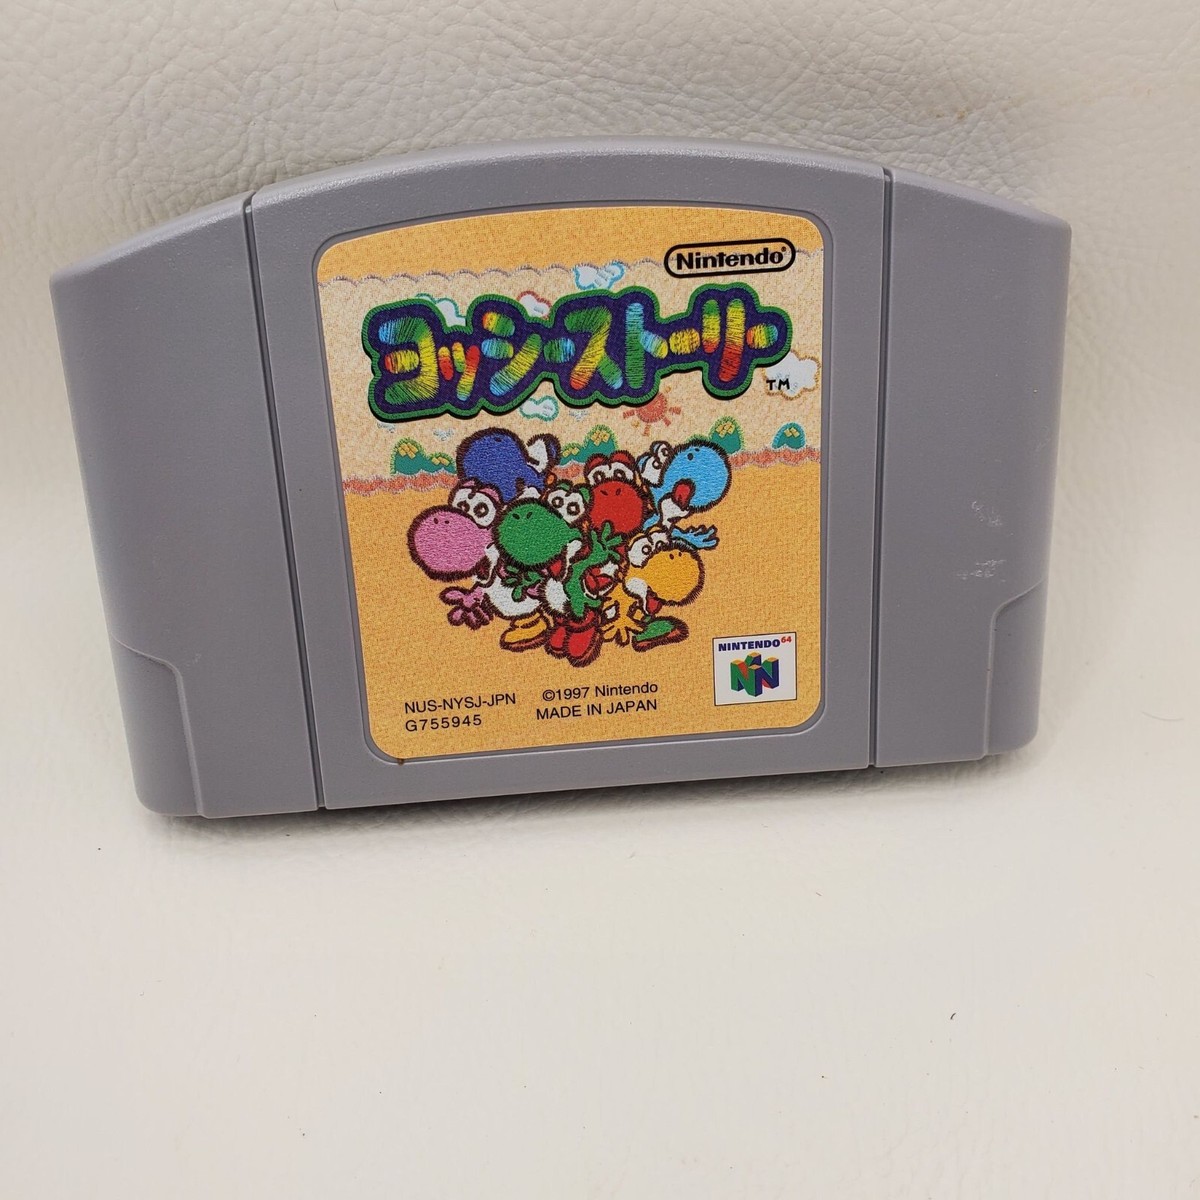 Nintendo®
ヨッシーストーリー
TM
NINTENDO64
N
NUS-NYSJ-JPN
G755945
©1997 Nintendo
MADE IN JAPAN